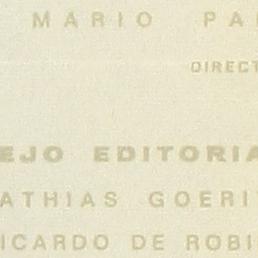 MARIO PA
DIRECT
EJO EDITORIA
ATHIAS GOERI
ICARDO DE ROBI